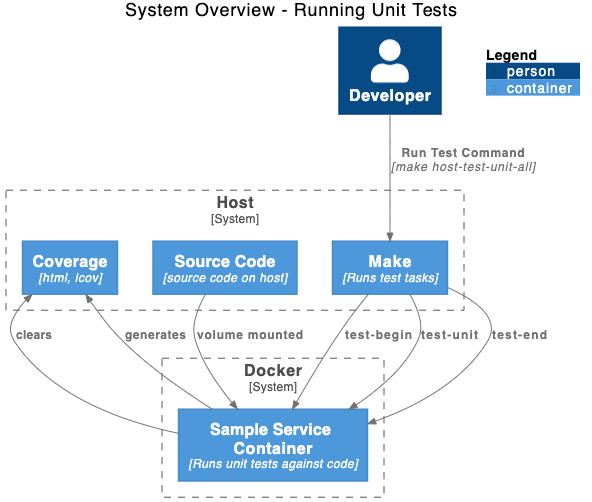 System Overview - Running Unit Tests
Legend
person
container
Developer
Run Test Command
[make host-test-unit-all]
Host
[System]
Coverage
[html, lcov]
Source Code
[source code on host]
Make
[Runs test tasks]
clears
generates
volume mounted
test-begin
test-unit
test-end
Docker
[System]
Sample Service
Container
[Runs unit tests against code]